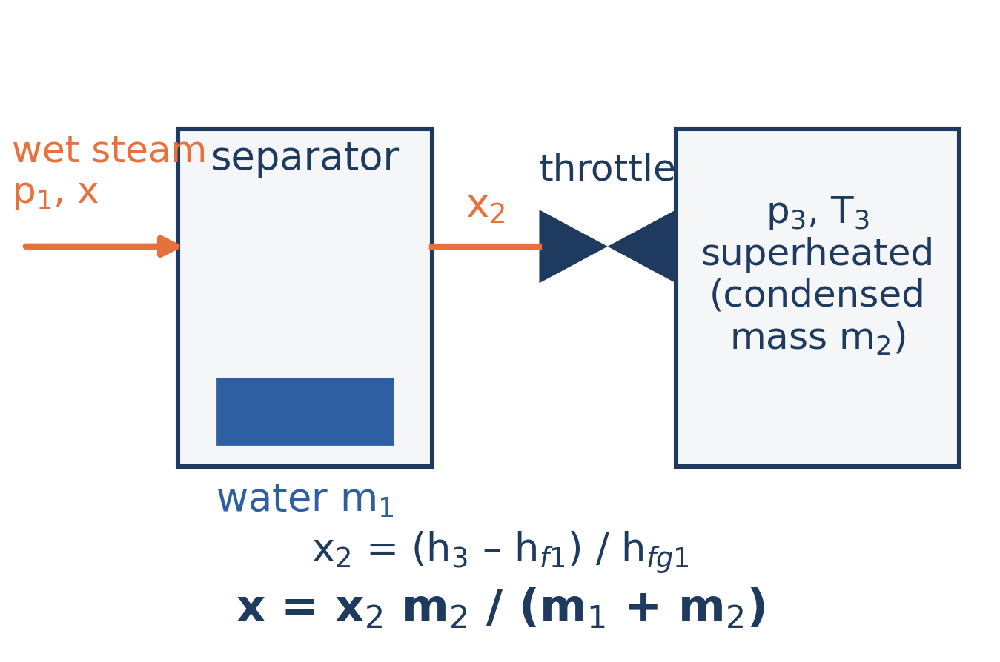 wet steam
p₁, x
separator
x₂
throttle
p₃, T₃
superheated
(condensed
mass m₂)
water m₁
x₂ = (h₃ – h_f1) / h_fg1
x = x₂ m₂ / (m₁ + m₂)